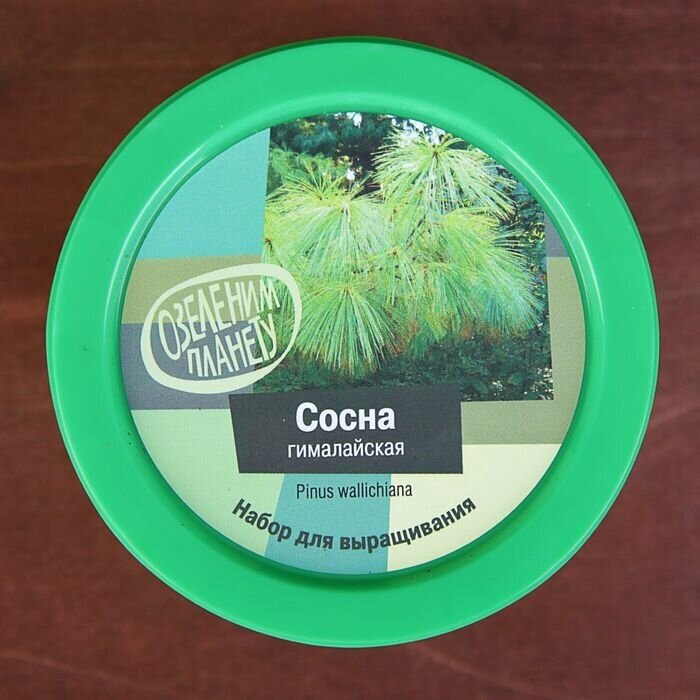 ОЗЕЛЕНИМ
ПЛАНЕТУ
Сосна
гималайская
Pinus wallichiana
Набор для выращивания